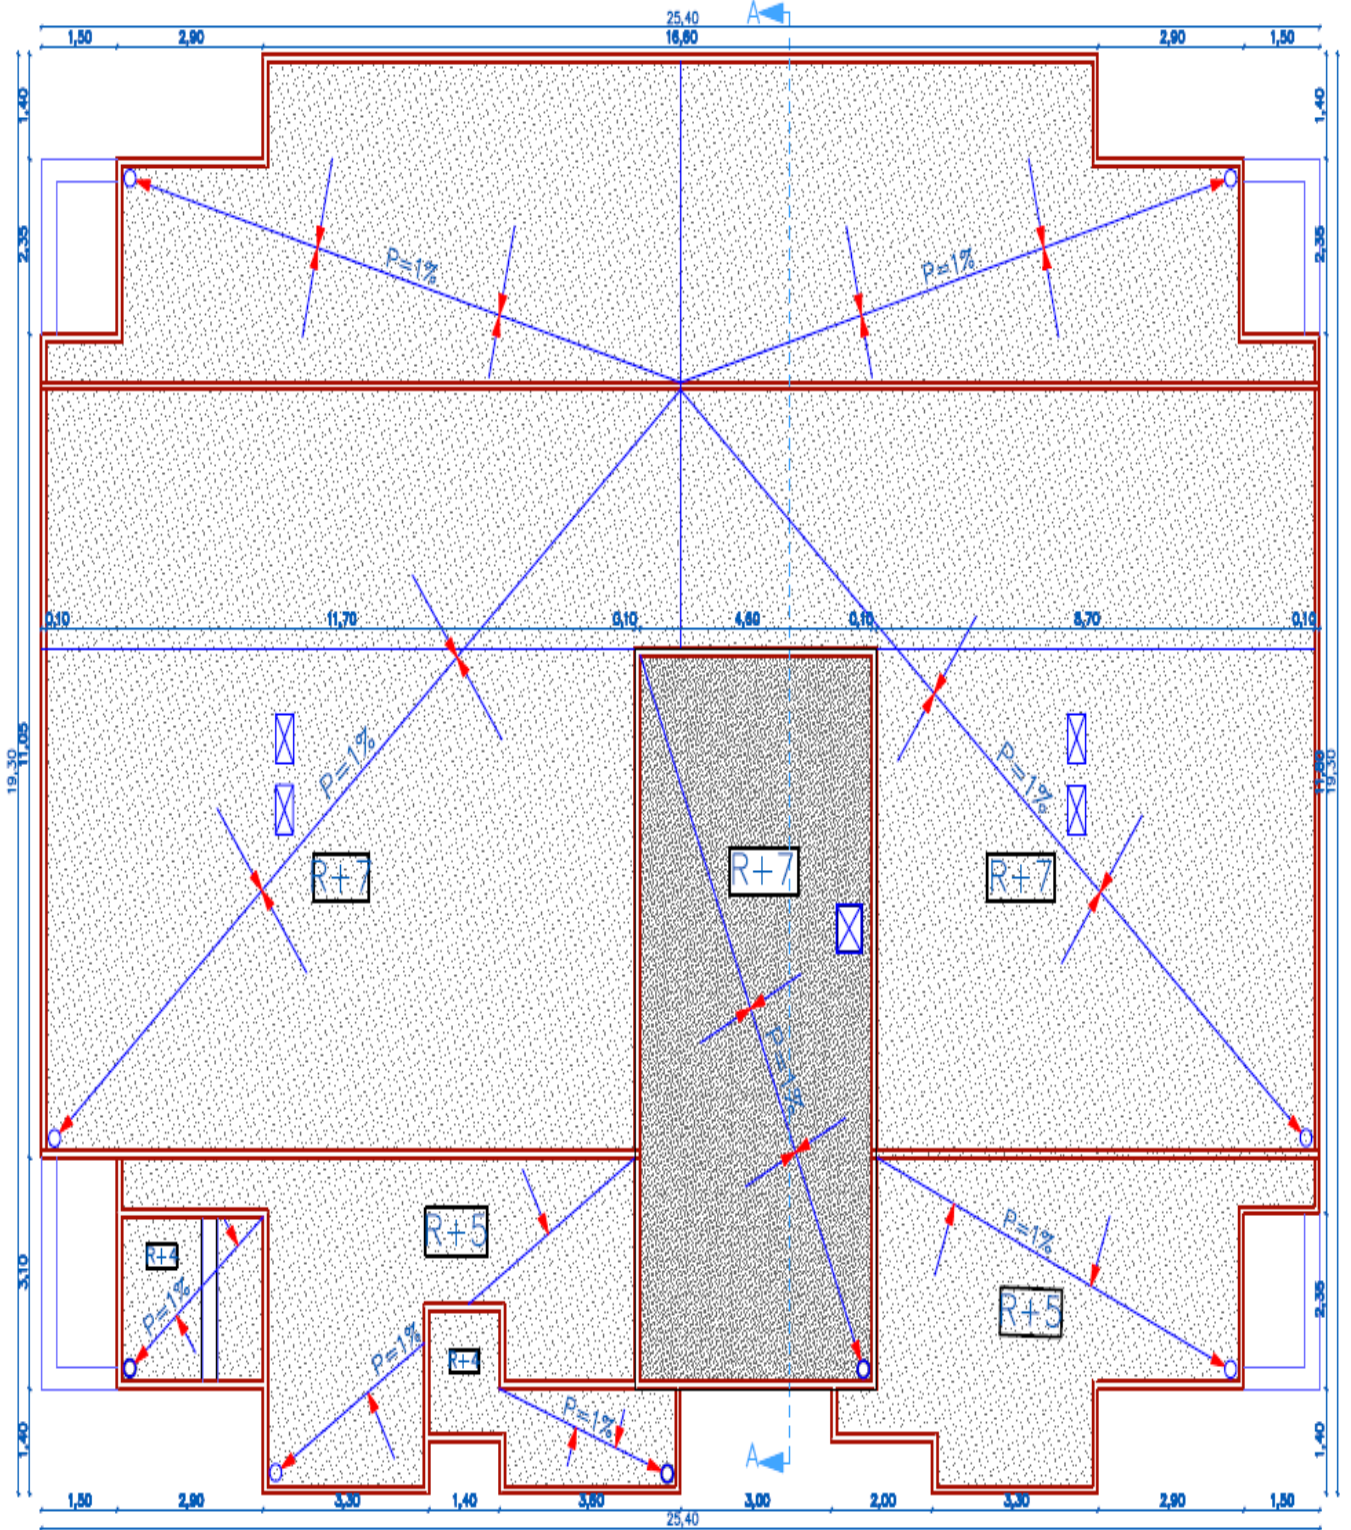 A
25,40
1,50 2,90 16,60 2,90 1,50
1,40 1,40
2,35 2,35
P=1% P=1%
0,10 11,70 0,10 4,60 0,10 8,70 0,10
19,30 11,05 19,30
P=1% P=1%
R+7 R+7 R+7
P=1%
R+5 P=1%
R+4
3,10 P=1% R+5 2,35
P=1% R+4
P=1%
1,40 A 1,40
1,50 2,90 3,30 1,40 3,60 3,00 2,00 3,30 2,90 1,50
25,40